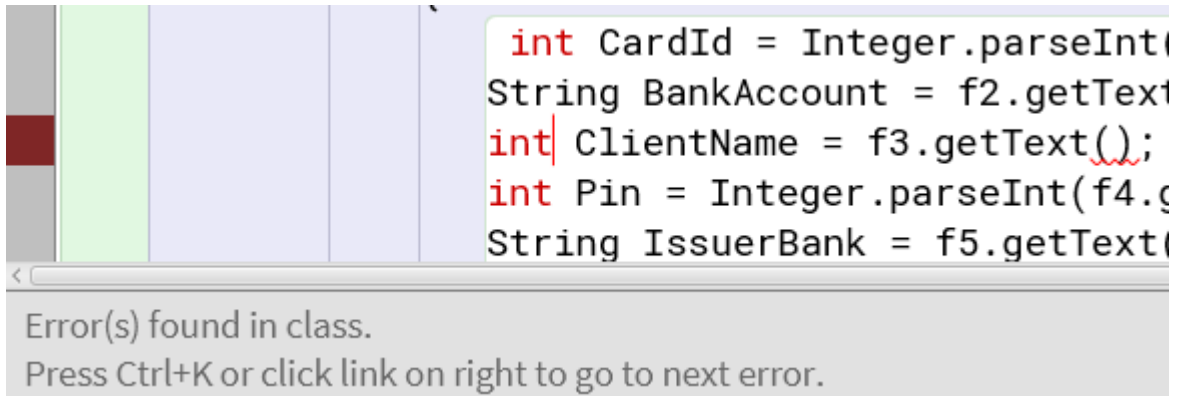 int CardId = Integer.parseInt(
String BankAccount = f2.getText
int ClientName = f3.getText();
int Pin = Integer.parseInt(f4.g
String IssuerBank = f5.getText(
Error(s) found in class.
Press Ctrl+K or click link on right to go to next error.